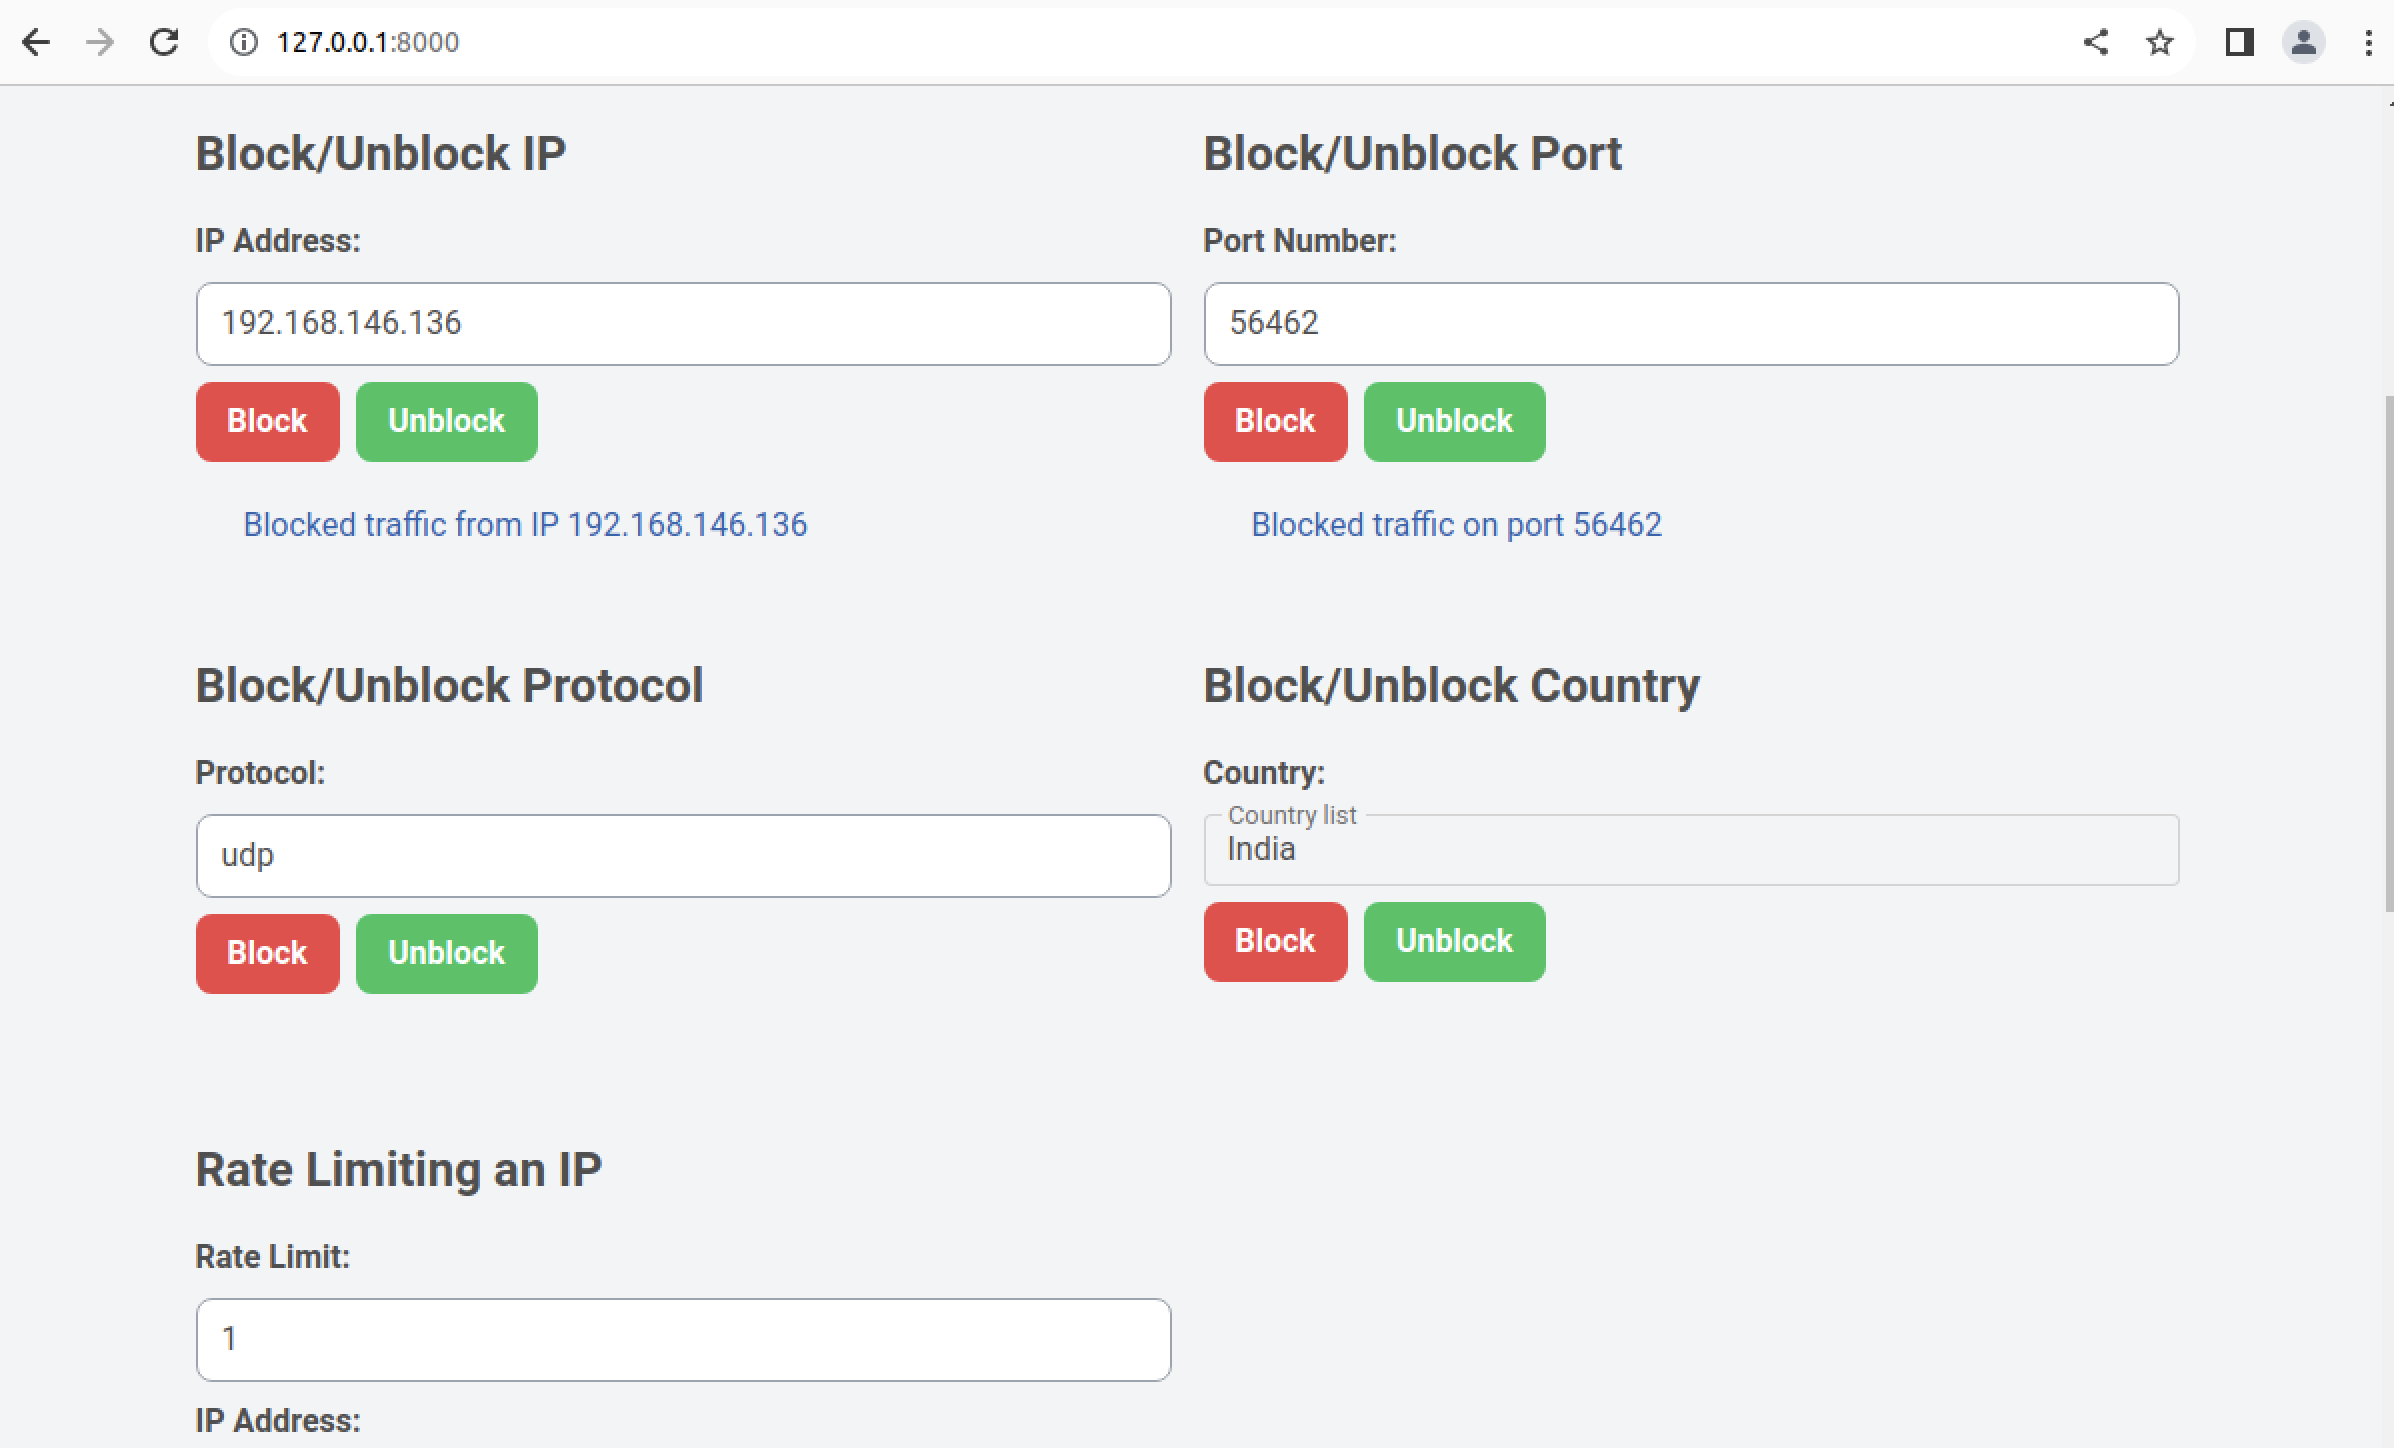 127.0.0.1:8000
Block/Unblock IP
IP Address:
192.168.146.136
Block Unblock
Blocked traffic from IP 192.168.146.136
Block/Unblock Port
Port Number:
56462
Block Unblock
Blocked traffic on port 56462
Block/Unblock Protocol
Protocol:
udp
Block Unblock
Block/Unblock Country
Country:
Country list
India
Block Unblock
Rate Limiting an IP
Rate Limit:
1
IP Address: